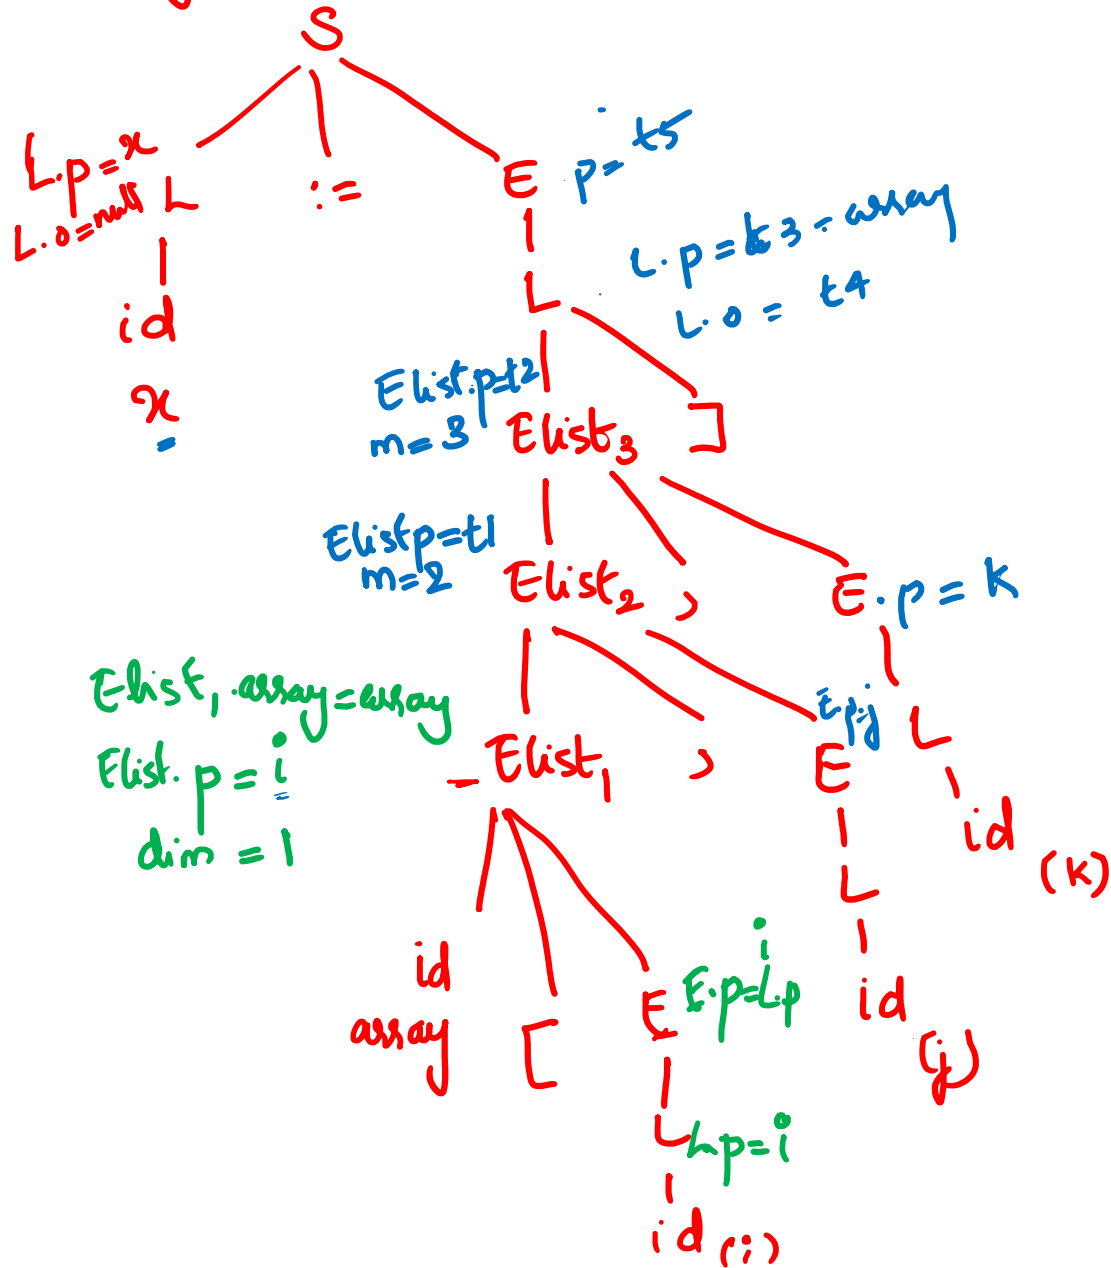 S
L.p=x
L.o=null L
:=
E p=t5
id
x
L
L.p=t3 - array
L.o = t4
Elist.p=t2
m=3
Elist3
]
Elist p=t1
m=2
Elist2
,
E.p=k
Elist1.array=array
Elist.p=i
dim=1
Elist1
,
E.p=j
E
L
id
(k)
L
id
(j)
id
array
[
E
E.p=L.p
i
L
L.p=i
id (i)